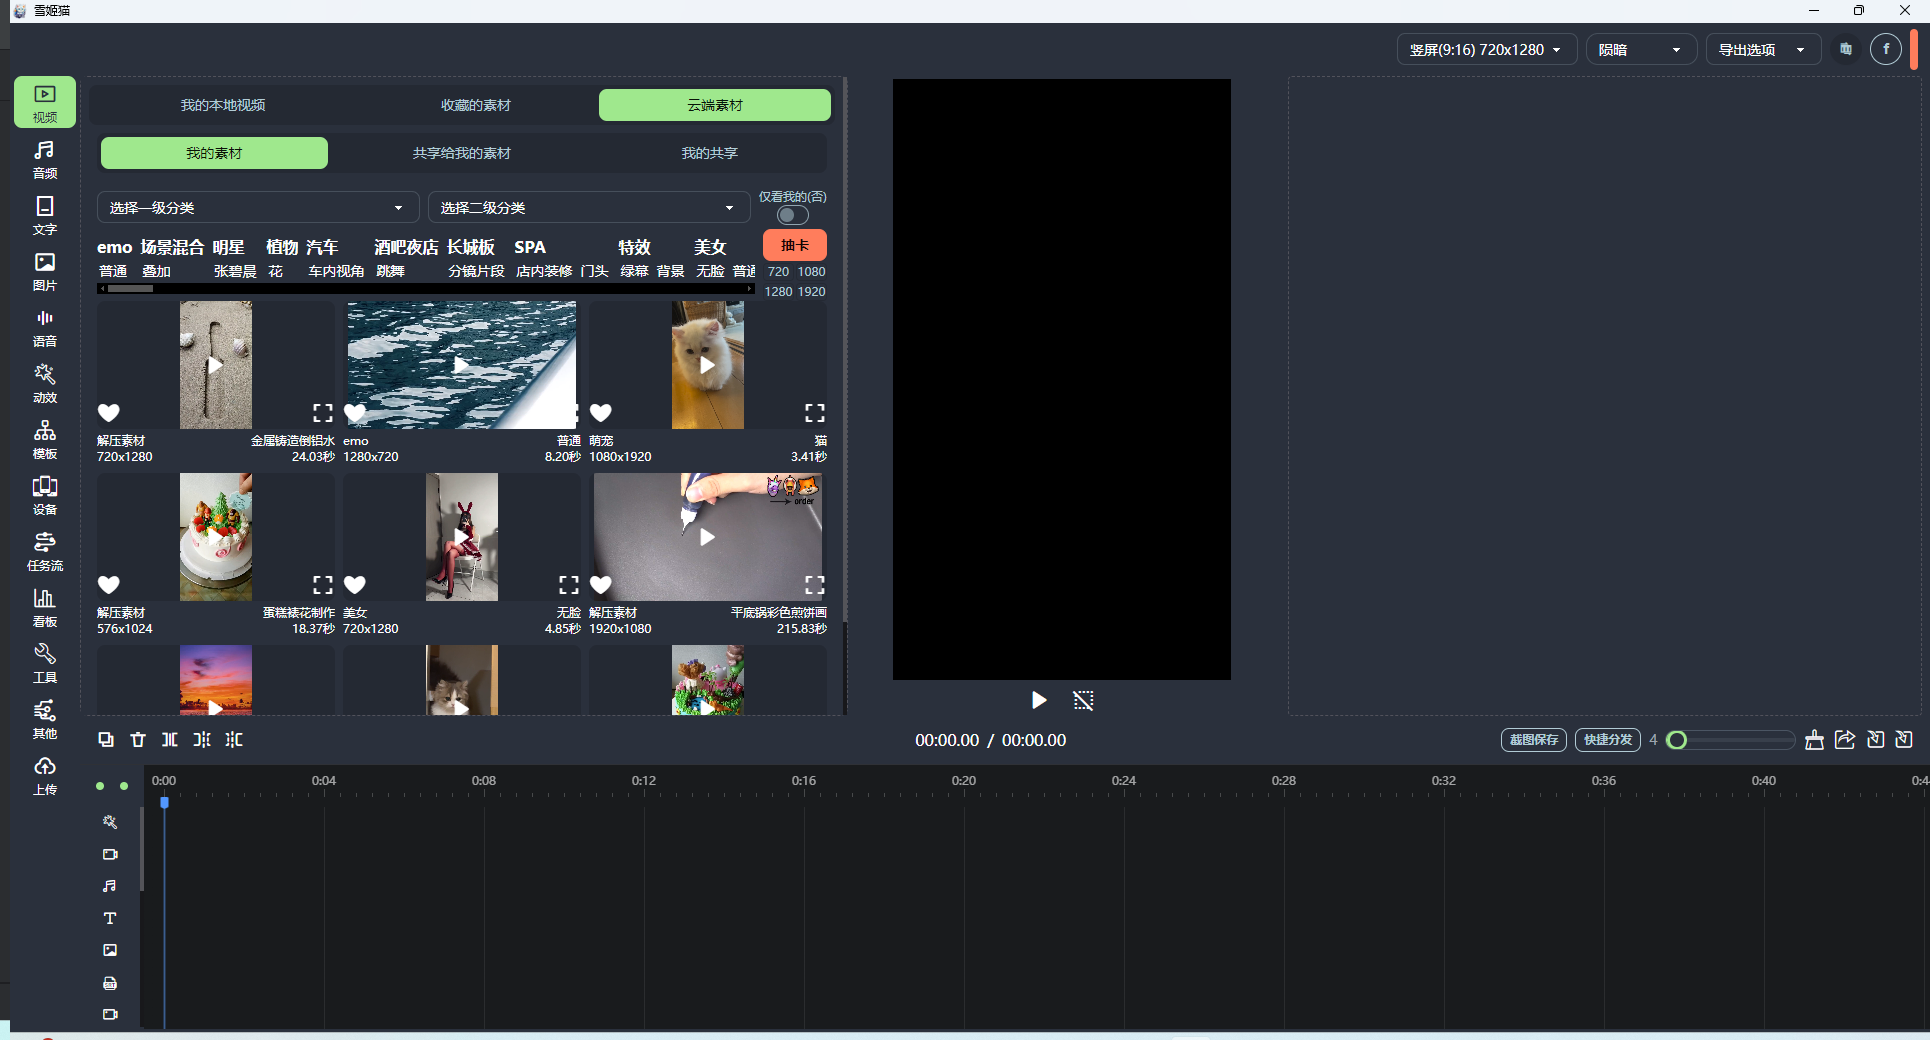 雪姬猫
竖屏(9:16) 720x1280
陨暗
导出选项
f
视频
音频
文字
图片
语音
动效
模板
设备
任务流
看板
工具
其他
上传
我的本地视频
收藏的素材
云端素材
我的素材
共享给我的素材
我的共享
选择一级分类
选择二级分类
仅看我的(否)
emo 场景混合 明星 植物 汽车 酒吧夜店 长城板 SPA 特效 美女
抽卡
普通 叠加 张碧晨 花 车内视角 跳舞 分镜片段 店内装修 门头 绿幕 背景 无脸 普通
720 1080
1280 1920
解压素材 金属铸造倒铝水
720x1280 24.03秒
emo 普通
1280x720 8.20秒
萌宠 猫
1080x1920 3.41秒
order
解压素材 蛋糕裱花制作
576x1024 18.37秒
美女 无脸
720x1280 4.85秒
解压素材 平底锅彩色煎饼画
1920x1080 215.83秒
00:00.00 / 00:00.00
截图保存
快捷分发
4
0:00 0:04 0:08 0:12 0:16 0:20 0:24 0:28 0:32 0:36 0:40 0:4